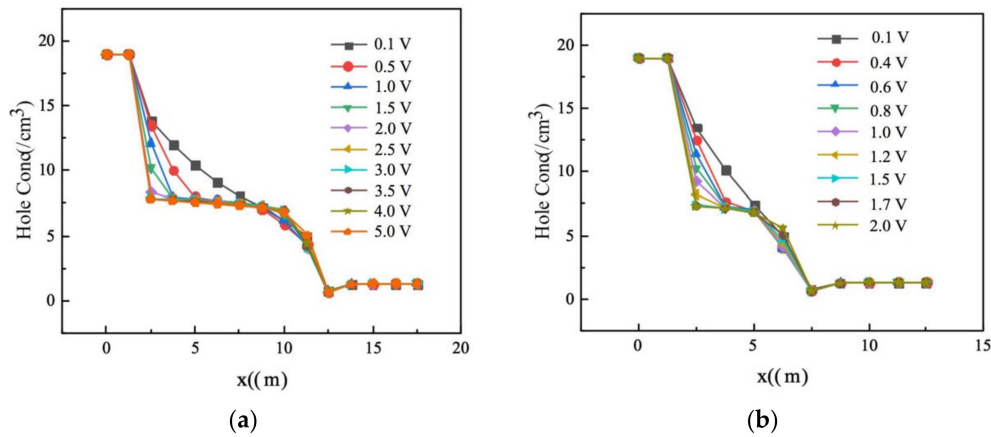 20
15
10
5
0
Hole Cond(/cm³)
0.1 V
0.5 V
1.0 V
1.5 V
2.0 V
2.5 V
3.0 V
3.5 V
4.0 V
5.0 V
0 5 10 15 20
x(( m)
(a)
20
15
10
5
0
Hole Cond(/cm³)
0.1 V
0.4 V
0.6 V
0.8 V
1.0 V
1.2 V
1.5 V
1.7 V
2.0 V
0 5 10 15
x(( m)
(b)